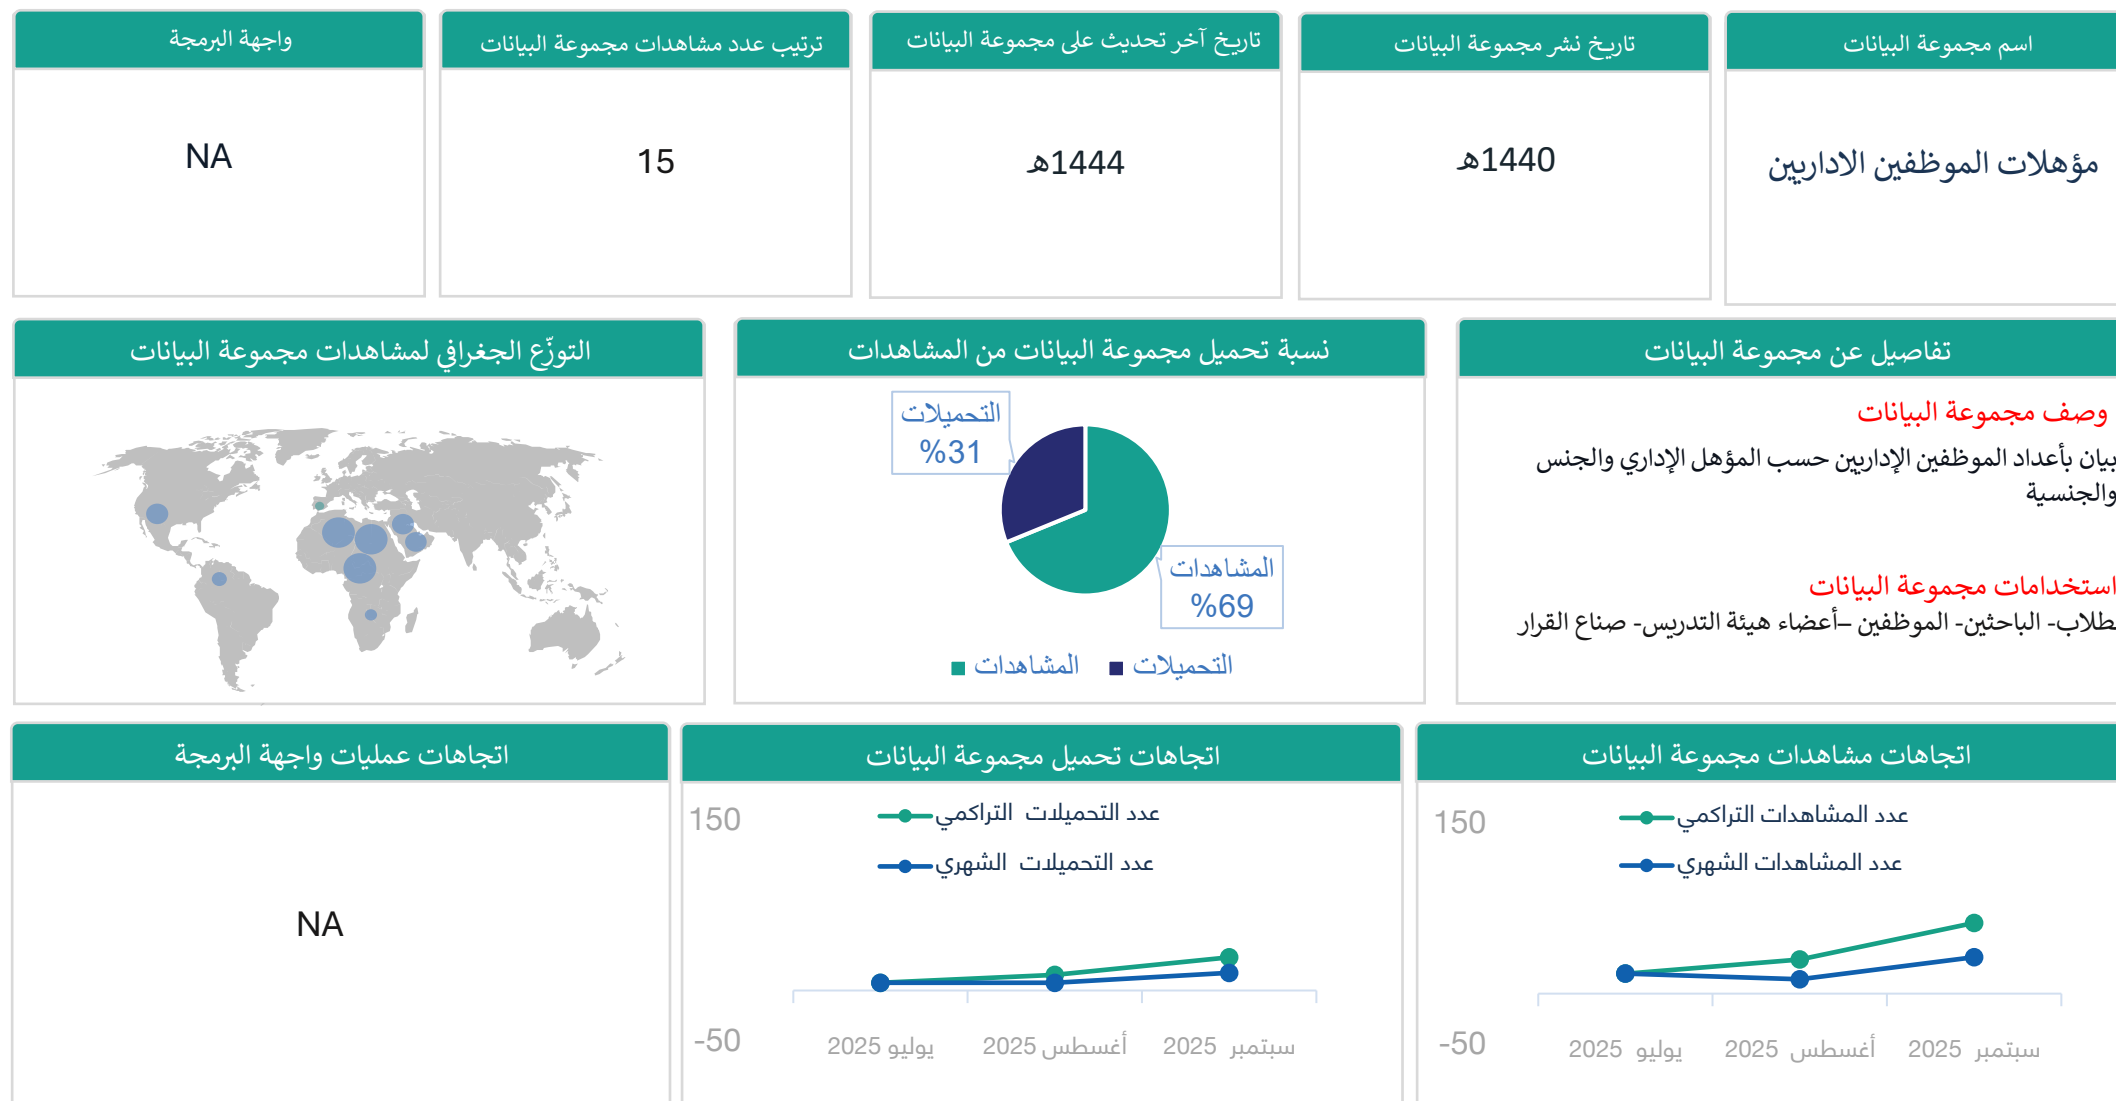 اسم مجموعة البيانات
مؤهلات الموظفين الاداريين
تاريخ نشر مجموعة البيانات
1440هـ
تاريخ آخر تحديث على مجموعة البيانات
1444هـ
ترتيب عدد مشاهدات مجموعة البيانات
15
واجهة البرمجة
NA
تفاصيل عن مجموعة البيانات
وصف مجموعة البيانات
بيان بأعداد الموظفين الإداريين حسب المؤهل الإداري والجنس
والجنسية
استخدامات مجموعة البيانات
طلاب- الباحثين- الموظفين –أعضاء هيئة التدريس- صناع القرار
نسبة تحميل مجموعة البيانات من المشاهدات
التحميلات
%31
المشاهدات
%69
التحميلات
المشاهدات
التوزّع الجغرافي لمشاهدات مجموعة البيانات
اتجاهات مشاهدات مجموعة البيانات
150
عدد المشاهدات التراكمي
عدد المشاهدات الشهري
-50
يوليو 2025
أغسطس 2025
سبتمبر 2025
اتجاهات تحميل مجموعة البيانات
150
عدد التحميلات التراكمي
عدد التحميلات الشهري
-50
يوليو 2025
أغسطس 2025
سبتمبر 2025
اتجاهات عمليات واجهة البرمجة
NA